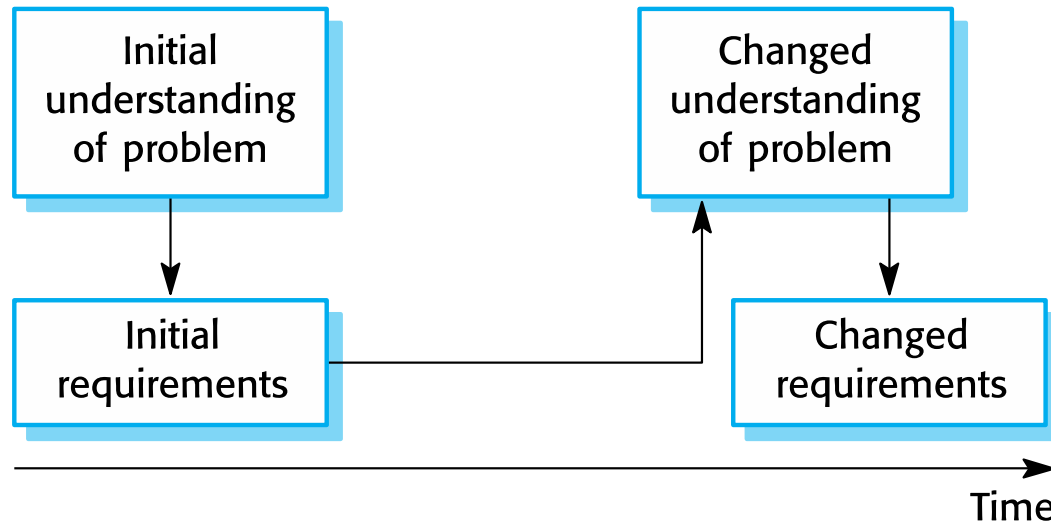 Initial
understanding
of problem
Changed
understanding
of problem
Initial
requirements
Changed
requirements
Time